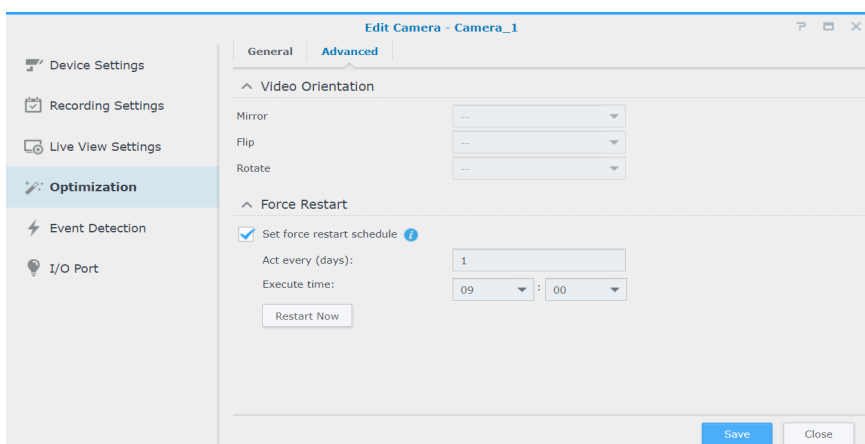 Edit Camera - Camera_1
Device Settings
Recording Settings
Live View Settings
Optimization
Event Detection
I/O Port
General Advanced
Video Orientation
Mirror --
Flip --
Rotate --
Force Restart
Set force restart schedule
Act every (days): 1
Execute time: 09 : 00
Restart Now
Save Close